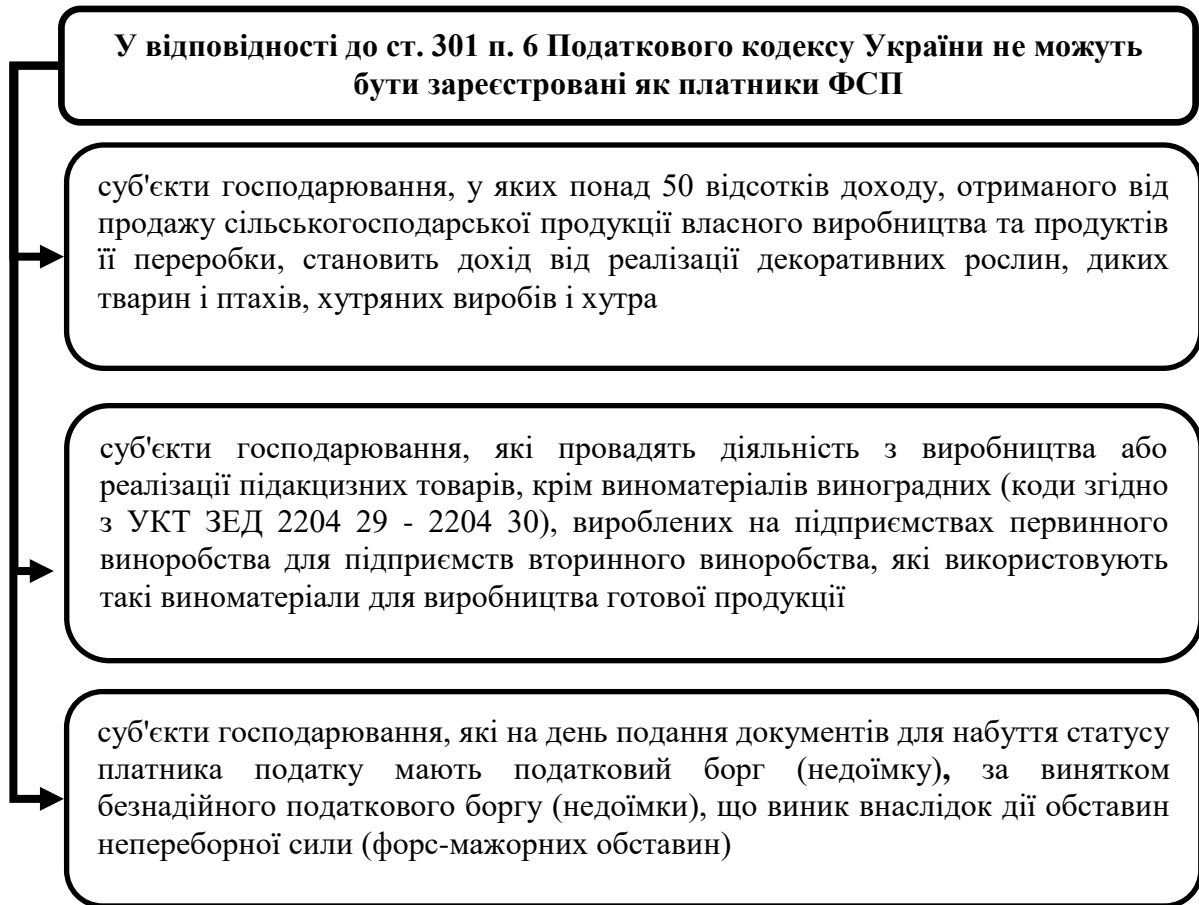 У відповідності до ст. 301 п. 6 Податкового кодексу України не можуть
бути зареєстровані як платники ФСП
суб'єкти господарювання, у яких понад 50 відсотків доходу, отриманого від
продажу сільськогосподарської продукції власного виробництва та продуктів
її переробки, становить дохід від реалізації декоративних рослин, диких
тварин і птахів, хутряних виробів і хутра
суб'єкти господарювання, які провадять діяльність з виробництва або
реалізації підакцизних товарів, крім виноматеріалів виноградних (коди згідно
з УКТ ЗЕД 2204 29 - 2204 30), вироблених на підприємствах первинного
виноробства для підприємств вторинного виноробства, які використовують
такі виноматеріали для виробництва готової продукції
суб'єкти господарювання, які на день подання документів для набуття статусу
платника податку мають податковий борг (недоїмку), за винятком
безнадійного податкового боргу (недоїмки), що виник внаслідок дії обставин
непереборної сили (форс-мажорних обставин)